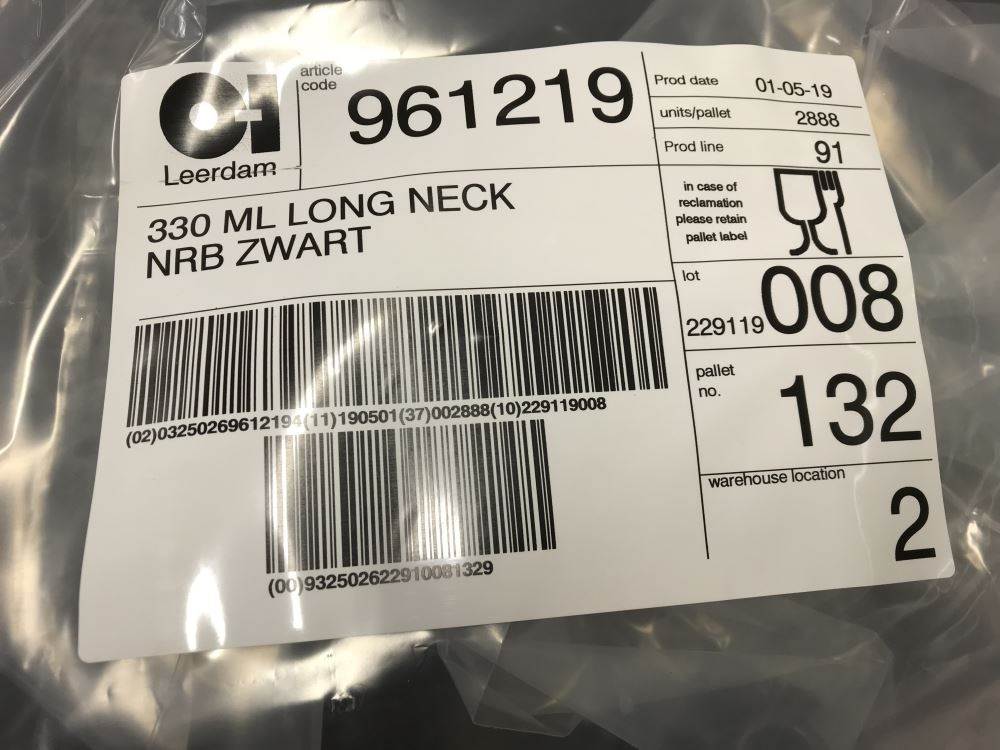 OI
Leerdam
article
code
961219
Prod date 01-05-19
units/pallet 2888
Prod line 91
330 ML LONG NECK
NRB ZWART
in case of
reclamation
please retain
pallet label
lot
229119 008
(02)03250269612194(11)190501(37)002888(10)229119008
pallet
no.
132
(00)932502622910081329
warehouse location
2